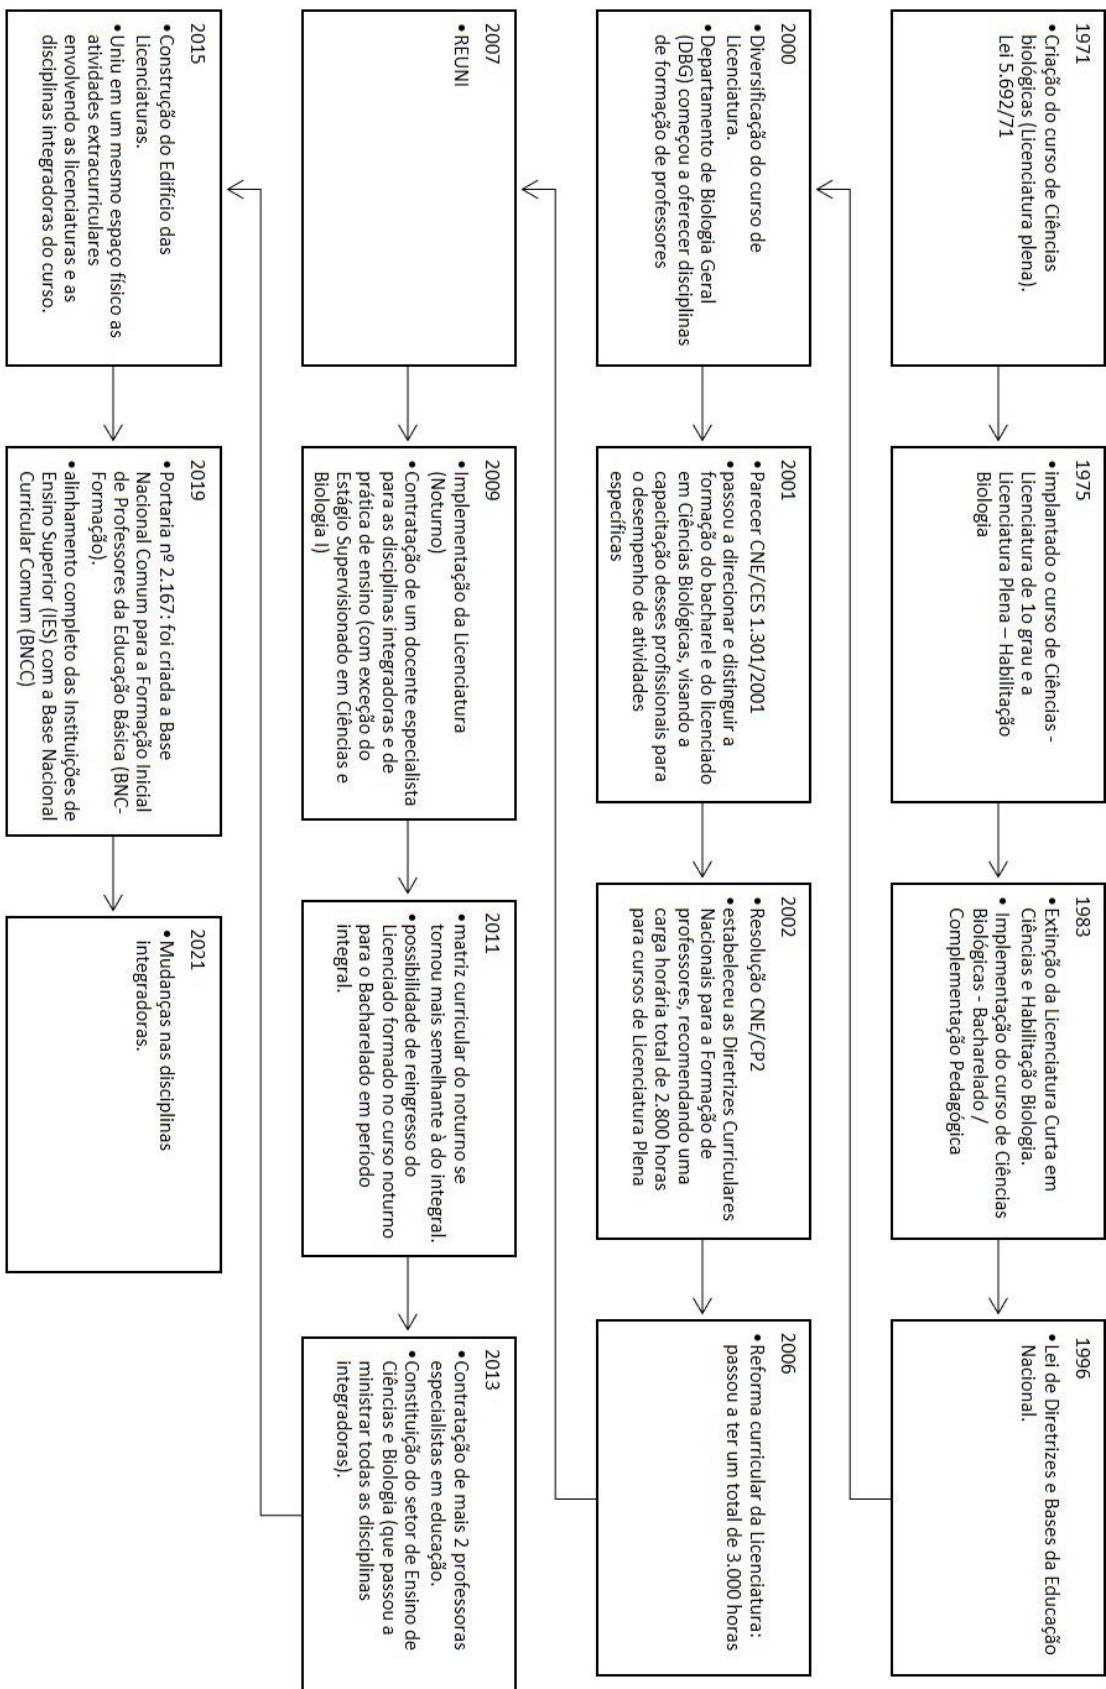 1971
• Criação do curso de Ciências
biológicas (Licenciatura plena).
Lei 5.692/71
1975
• implantado o curso de Ciências -
Licenciatura de 1o grau e a
Licenciatura Plena – Habilitação
Biologia
1983
• Extinção da Licenciatura Curta em
Ciências e Habilitação Biologia.
• Implementação do curso de Ciências
Biológicas - Bacharelado /
Complementação Pedagógica
1996
• Lei de Diretrizes e Bases da Educação
Nacional.
2000
• Diversificação do curso de
Licenciatura.
• Departamento de Biologia Geral
(DBG) começou a oferecer disciplinas
de formação de professores
2001
• Parecer CNE/CES 1.301/2001
• passou a direcionar e distinguir a
formação do bacharel e do licenciado
em Ciências Biológicas, visando a
capacitação desses profissionais para
o desempenho de atividades
específicas
2002
• Resolução CNE/CP2
• estabeleceu as Diretrizes Curriculares
Nacionais para a Formação de
professores, recomendando uma
carga horária total de 2.800 horas
para cursos de Licenciatura Plena
2006
• Reforma curricular da Licenciatura:
passou a ter um total de 3.000 horas
2007
• REUNI
2009
• Implementação da Licenciatura
(Noturno)
• Contratação de um docente especialista
para as disciplinas integradoras e de
prática de ensino (com exceção do
Estágio Supervisionado em Ciências e
Biologia I)
2011
• matriz curricular do noturno se
tornou mais semelhante à do integral.
• possibilidade de reingresso do
Licenciado formado no curso noturno
para o Bacharelado em período
integral.
2013
• Contratação de mais 2 professoras
especialistas em educação.
• Constituição do setor de Ensino de
Ciências e Biologia (que passou a
ministrar todas as disciplinas
integradoras).
2015
• Construção do Edifício das
Licenciaturas.
• Uniu em um mesmo espaço físico as
atividades extracurriculares
envolvendo as licenciaturas e as
disciplinas integradoras do curso.
2019
• Portaria nº 2.167: foi criada a Base
Nacional Comum para a Formação Inicial
de Professores da Educação Básica (BNC-
Formação).
• alinhamento completo das Instituições de
Ensino Superior (IES) com a Base Nacional
Curricular Comum (BNCC)
2021
• Mudanças nas disciplinas
integradoras.